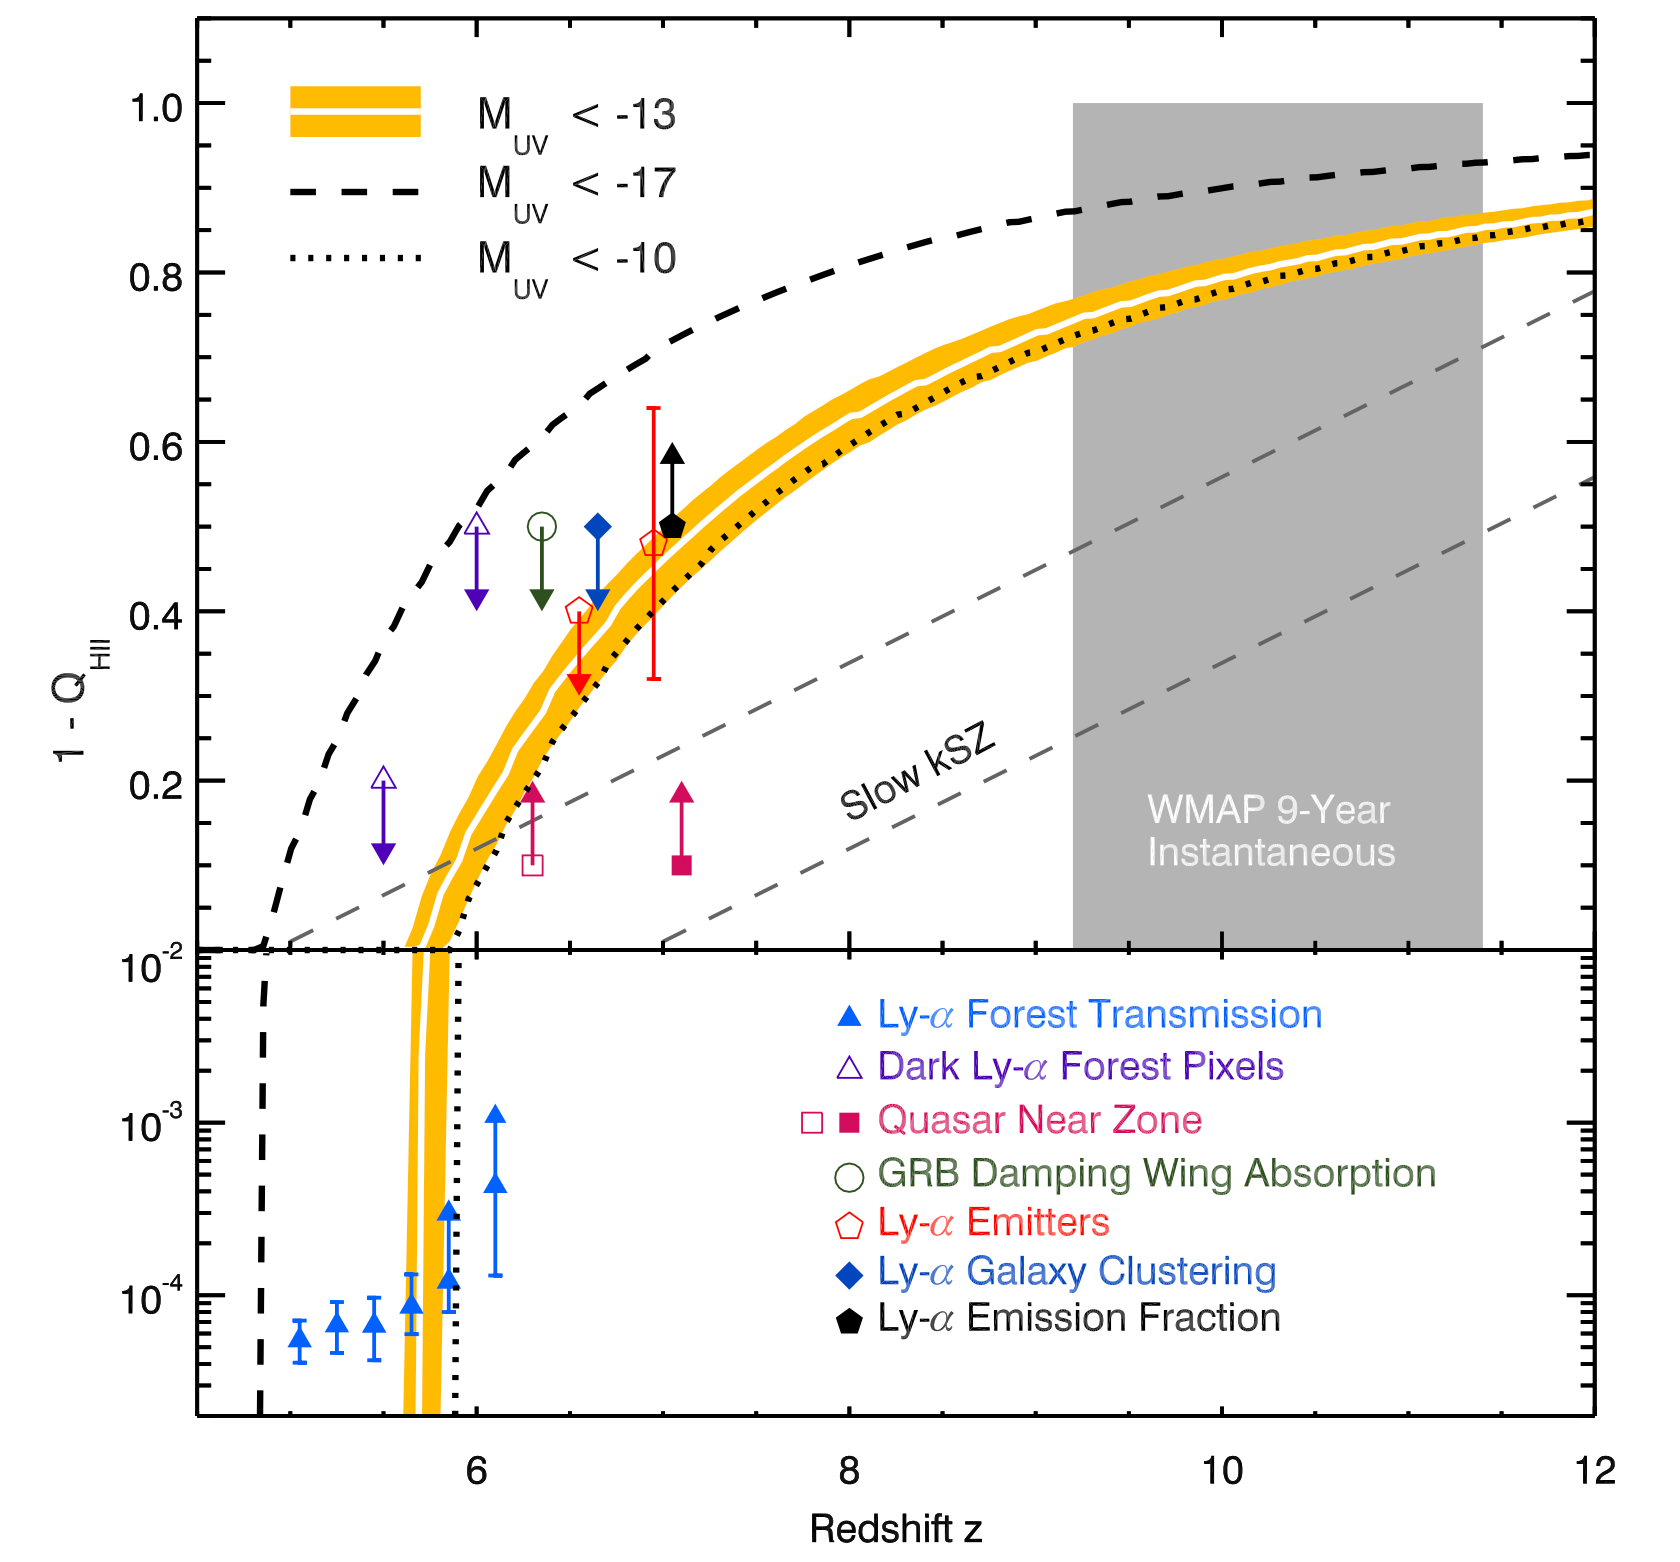 M_UV < -13
M_UV < -17
M_UV < -10
1.0
0.8
0.6
0.4
0.2
10^-2
10^-3
10^-4
1 - Q_HII
Slow kSZ
WMAP 9-Year
Instantaneous
Ly-α Forest Transmission
Dark Ly-α Forest Pixels
Quasar Near Zone
GRB Damping Wing Absorption
Ly-α Emitters
Ly-α Galaxy Clustering
Ly-α Emission Fraction
6 8 10 12
Redshift z